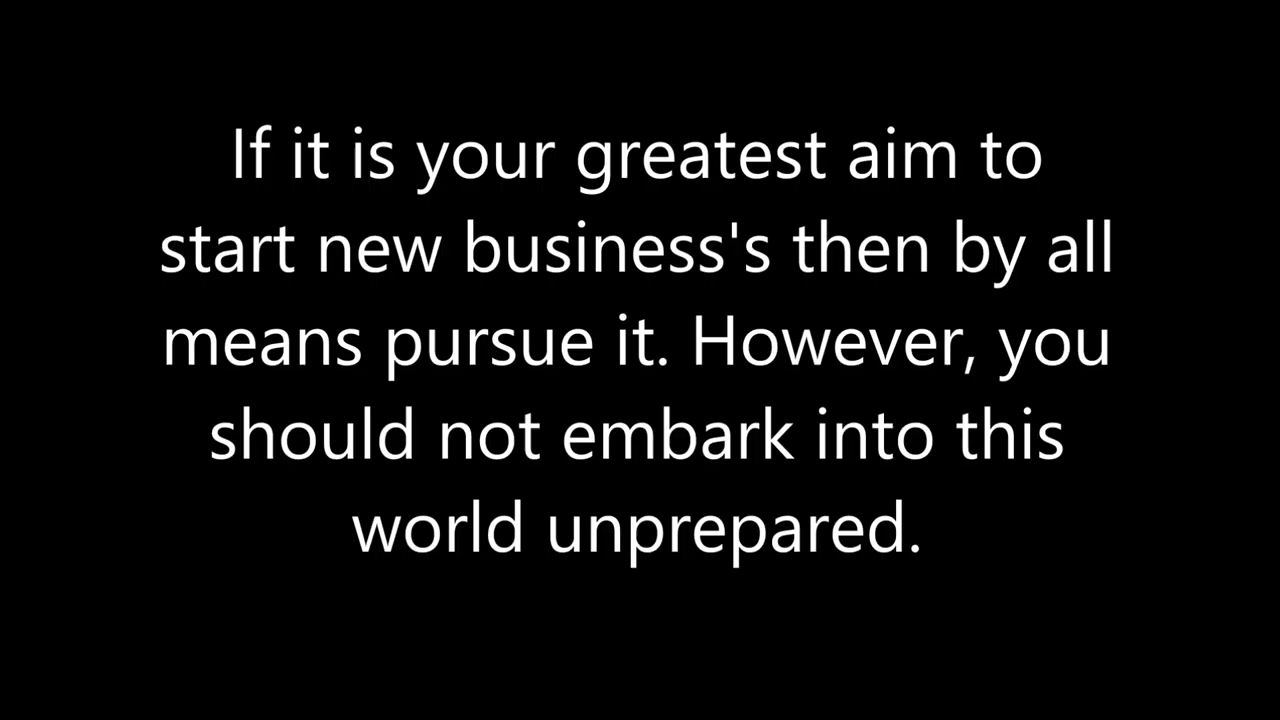 If it is your greatest aim to
start new business's then by all
means pursue it. However, you
should not embark into this
world unprepared.